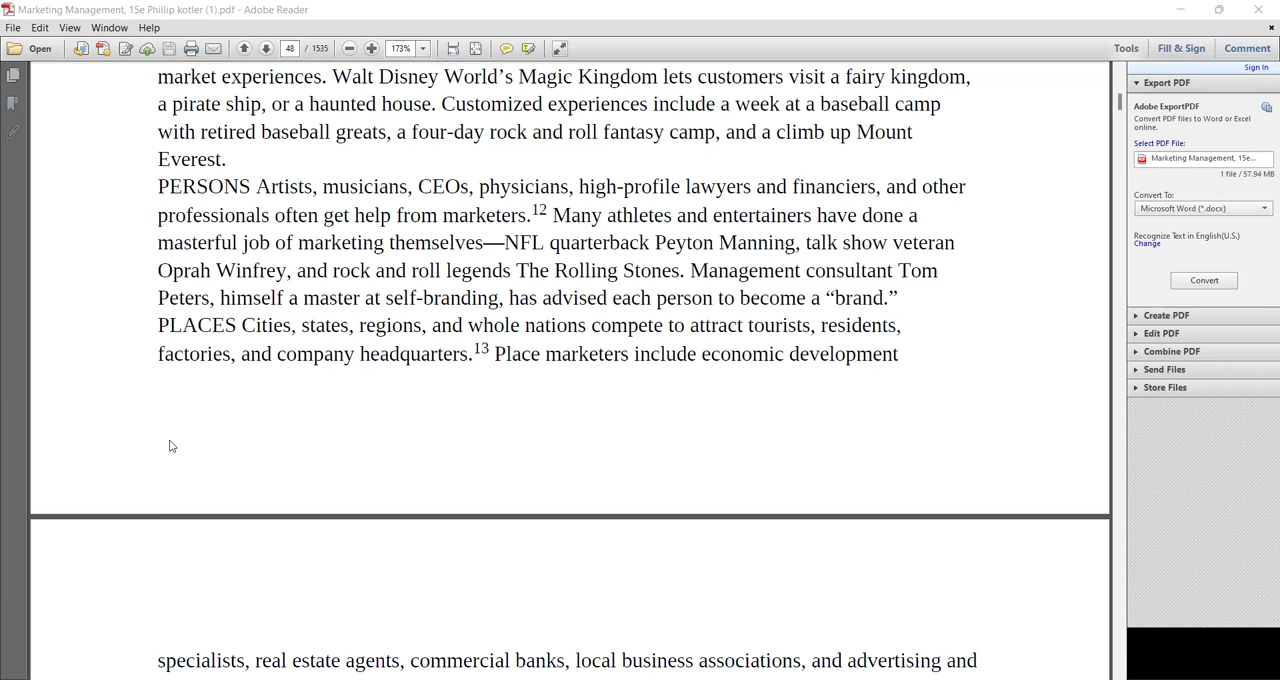 Marketing Management, 15e Phillip kotler (1).pdf - Adobe Reader
File Edit View Window Help
Open 48 / 1535 173% Tools Fill & Sign Comment
Sign In
market experiences. Walt Disney World’s Magic Kingdom lets customers visit a fairy kingdom,
a pirate ship, or a haunted house. Customized experiences include a week at a baseball camp
with retired baseball greats, a four-day rock and roll fantasy camp, and a climb up Mount
Everest.
PERSONS Artists, musicians, CEOs, physicians, high-profile lawyers and financiers, and other
professionals often get help from marketers.12 Many athletes and entertainers have done a
masterful job of marketing themselves—NFL quarterback Peyton Manning, talk show veteran
Oprah Winfrey, and rock and roll legends The Rolling Stones. Management consultant Tom
Peters, himself a master at self-branding, has advised each person to become a “brand.”
PLACES Cities, states, regions, and whole nations compete to attract tourists, residents,
factories, and company headquarters.13 Place marketers include economic development
specialists, real estate agents, commercial banks, local business associations, and advertising and
Export PDF
Adobe ExportPDF
Convert PDF files to Word or Excel
online.
Select PDF File:
Marketing Management, 15e...
1 file / 57.94 MB
Convert To:
Microsoft Word (*.docx)
Recognize Text in English(U.S.)
Change
Convert
Create PDF
Edit PDF
Combine PDF
Send Files
Store Files